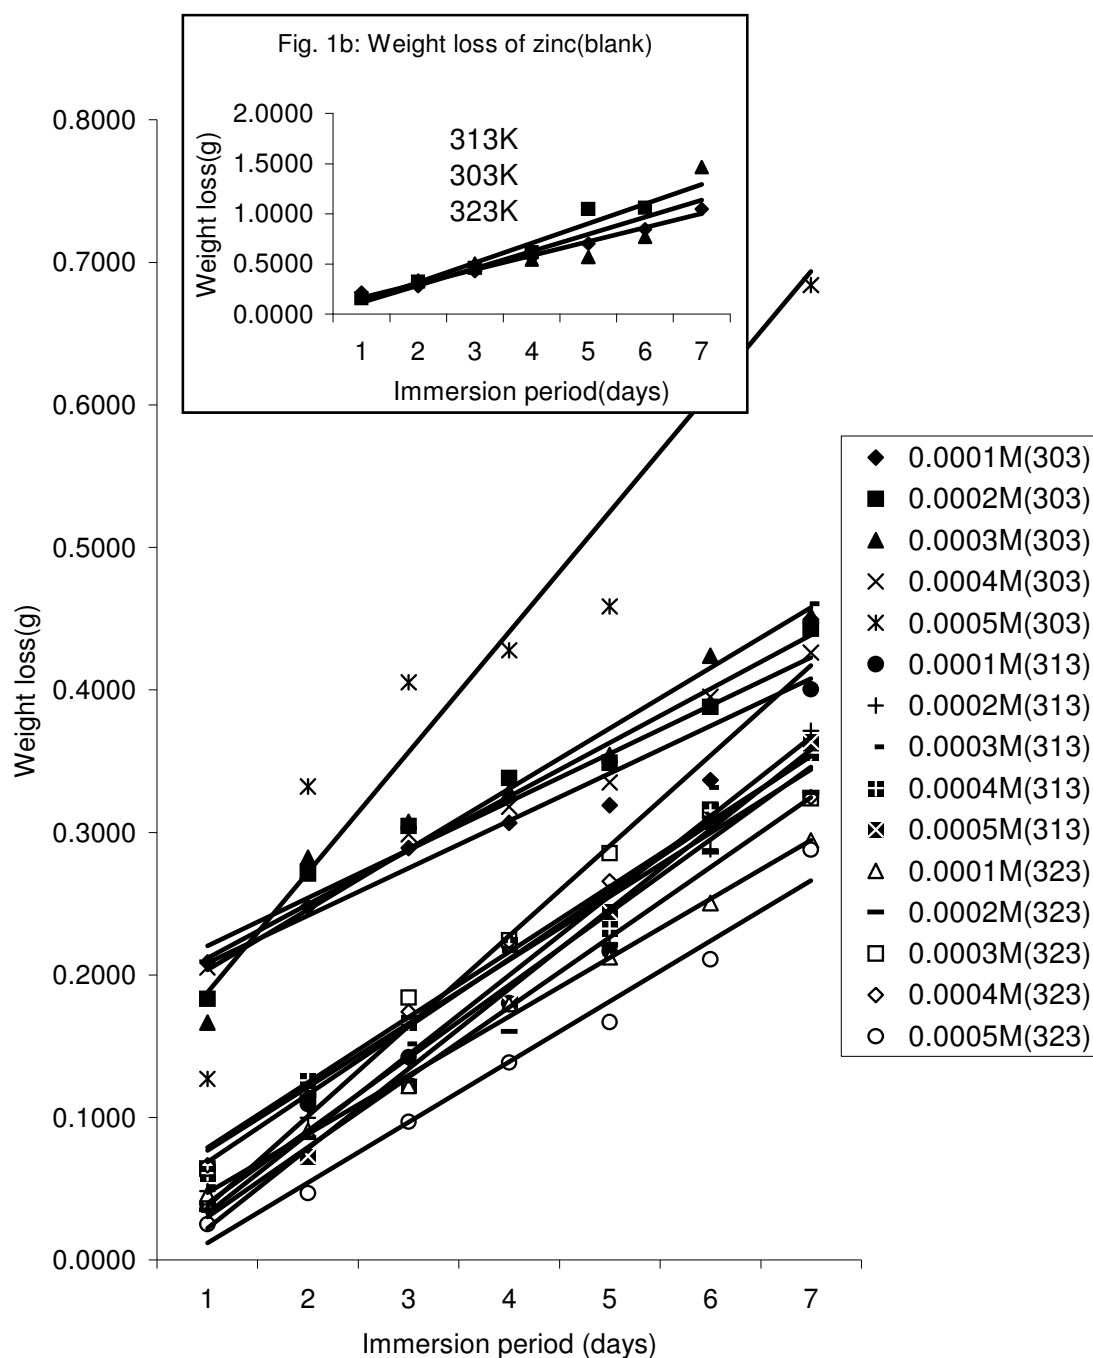 Fig. 1b: Weight loss of zinc(blank)
Weight loss(g)
2.0000
1.5000
1.0000
0.5000
0.0000
313K
303K
323K
1 2 3 4 5 6 7
Immersion period(days)
Weight loss(g)
0.8000
0.7000
0.6000
0.5000
0.4000
0.3000
0.2000
0.1000
0.0000
1 2 3 4 5 6 7
Immersion period (days)
0.0001M(303)
0.0002M(303)
0.0003M(303)
0.0004M(303)
0.0005M(303)
0.0001M(313)
0.0002M(313)
0.0003M(313)
0.0004M(313)
0.0005M(313)
0.0001M(323)
0.0002M(323)
0.0003M(323)
0.0004M(323)
0.0005M(323)